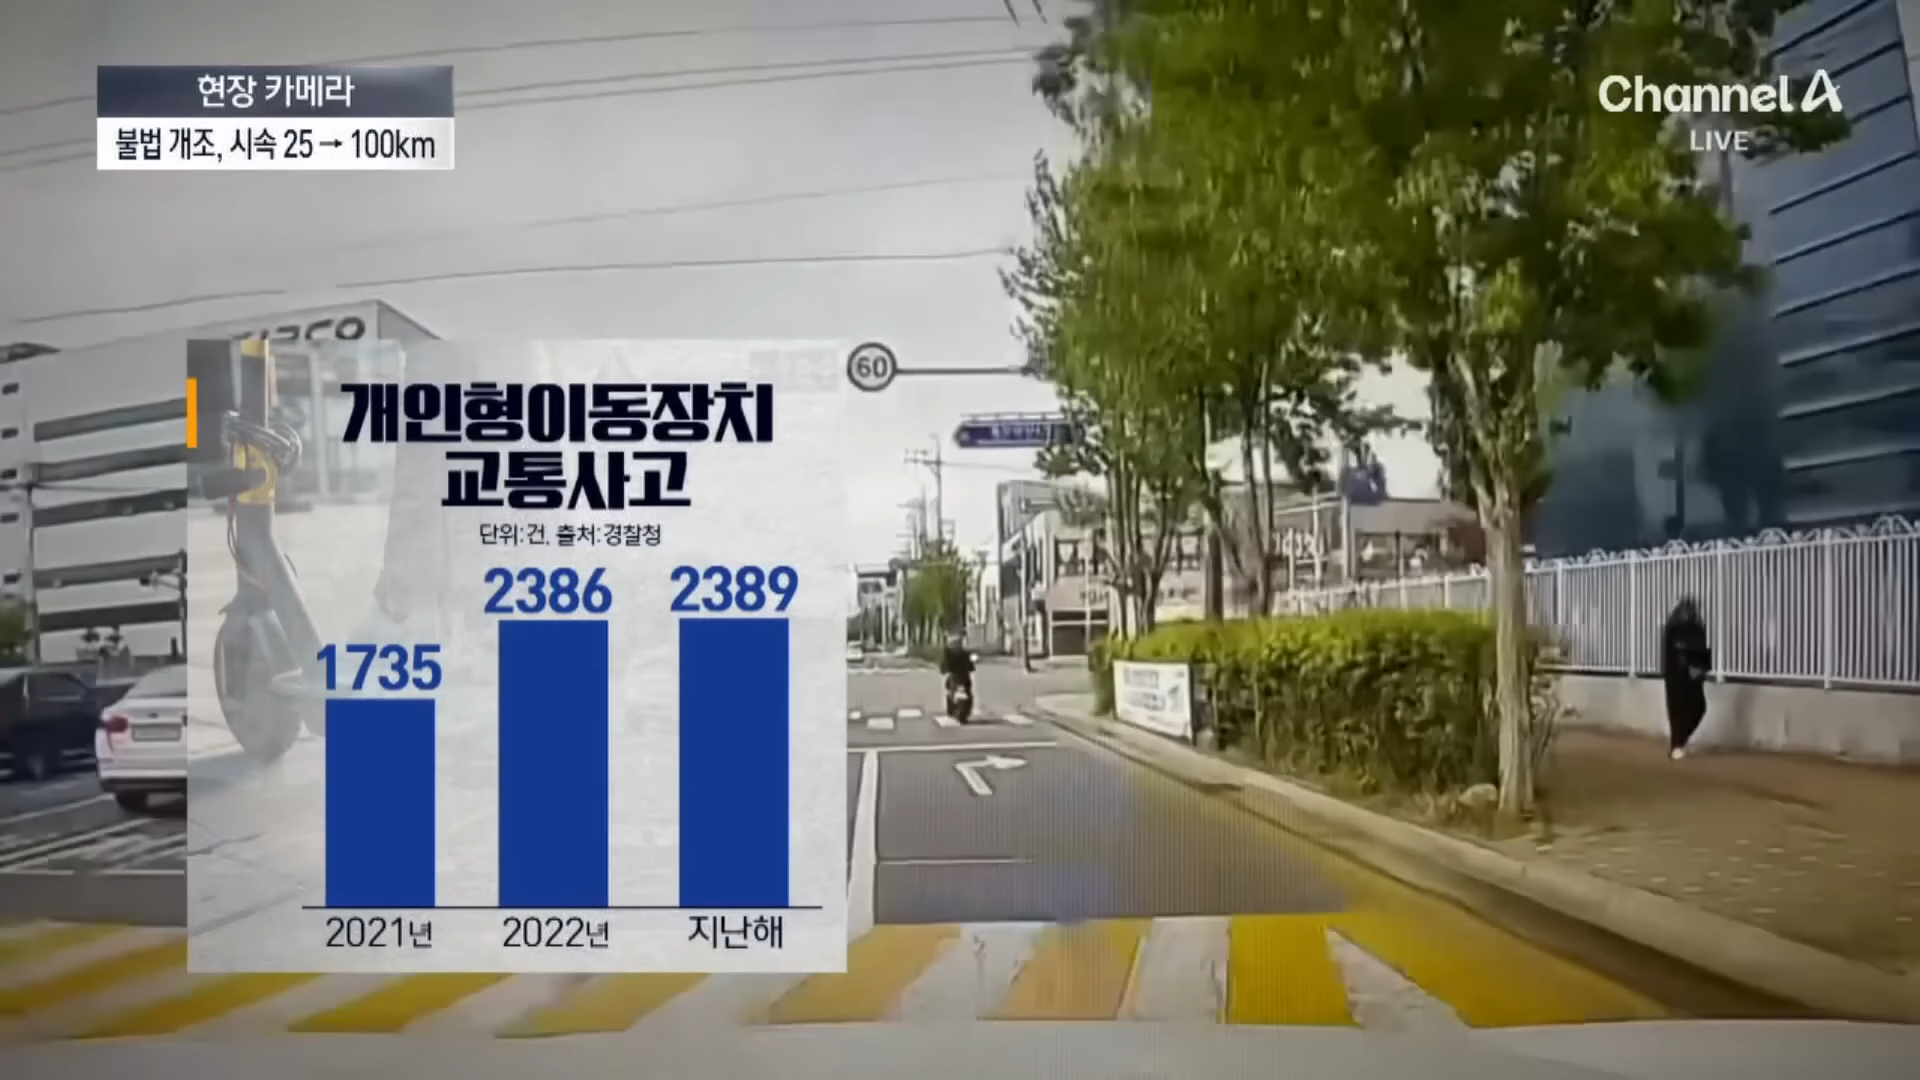 현장 카메라
불법 개조, 시속 25→100km
Channel A
LIVE
60
개인형이동장치
교통사고
단위:건, 출처:경찰청
1735
2386
2389
2021년
2022년
지난해